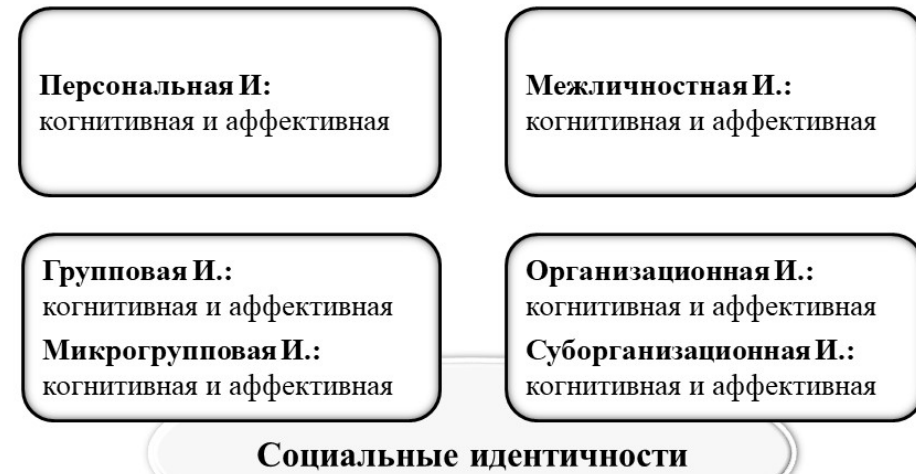 Персональная И:
когнитивная и аффективная
Межличностная И.:
когнитивная и аффективная
Групповая И.:
когнитивная и аффективная
Микрогрупповая И.:
когнитивная и аффективная
Организационная И.:
когнитивная и аффективная
Суборганизационная И.:
когнитивная и аффективная
Социальные идентичности